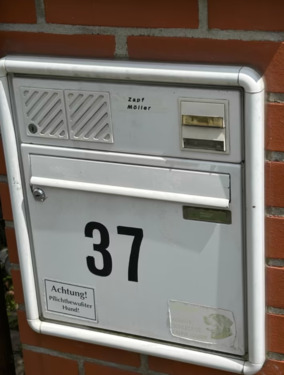 Zapf
Möller
37
Achtung!
Pflichtbewußter
Hund!